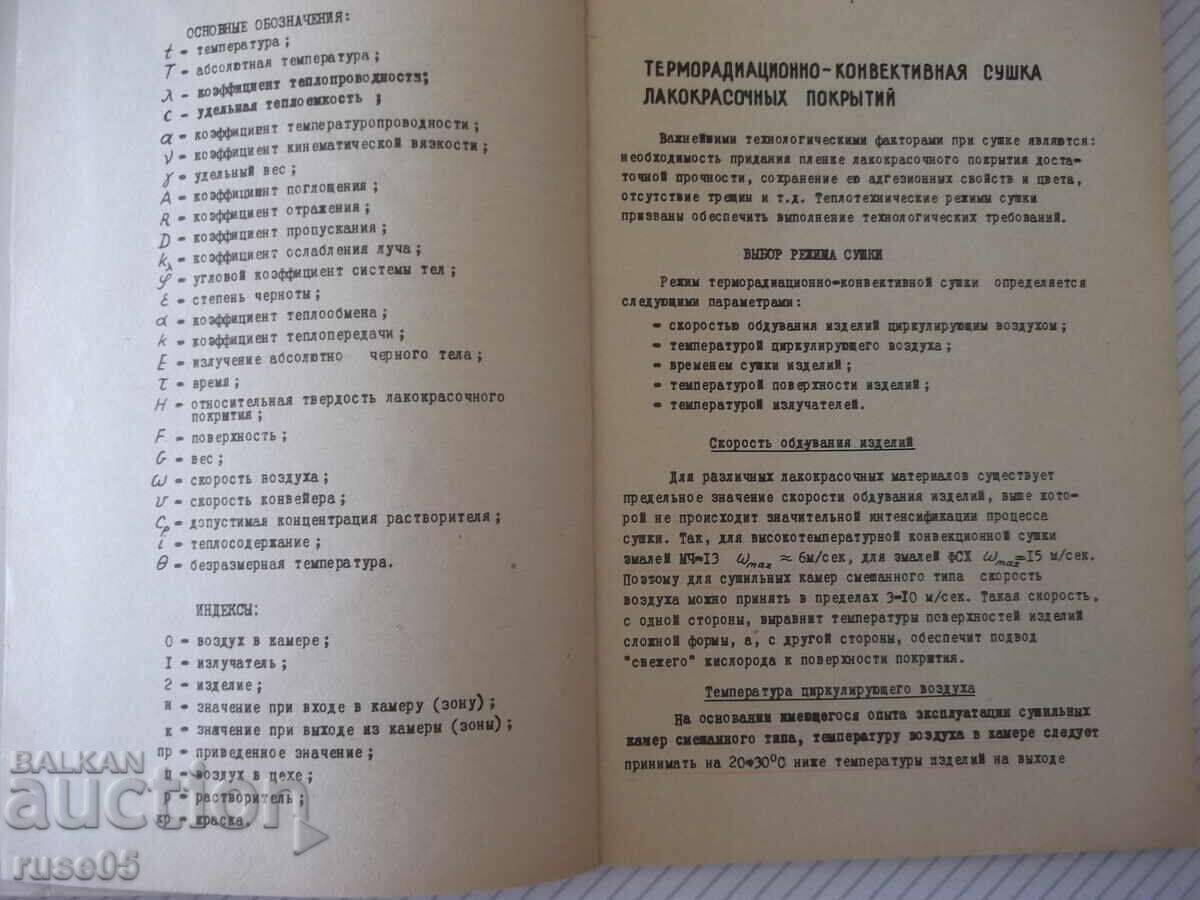 ОСНОВНЫЕ ОБОЗНАЧЕНИЯ:
t - температура;
T - абсолютная температура;
λ - коэффициент теплопроводности;
c - удельная теплоемкость ;
a - коэффициент температуропроводности;
ν - коэффициент кинематической вязкости;
γ - удельный вес;
A - коэффициент поглощения;
R - коэффициент отражения;
D - коэффициент пропускания;
kλ - коэффициент ослабления луча;
φ - угловой коэффициент системы тел;
ε - степень черноты;
α - коэффициент теплообмена;
k - коэффициент теплопередачи;
E - излучение абсолютно черного тела;
τ - время;
H - относительная твердость лакокрасочного
покрытия;
F - поверхность;
G - вес;
ω - скорость воздуха;
v - скорость конвейера;
Cp - допустимая концентрация растворителя;
i - теплосодержание;
θ - безразмерная температура.
ИНДЕКСЫ:
0 - воздух в камере;
I - излучатель;
2 - изделие;
н - значение при входе в камеру (зону);
к - значение при выходе из камеры (зоны);
пр - приведенное значение;
ц - воздух в цехе;
р - растворитель;
кр - краска.
ТЕРМОРАДИАЦИОННО-КОНВЕКТИВНАЯ СУШКА
ЛАКОКРАСОЧНЫХ ПОКРЫТИЙ
Важнейшими технологическими факторами при сушке являются:
необходимость придания пленке лакокрасочного покрытия доста-
точной прочности, сохранение ею адгезионных свойств и цвета,
отсутствие трещин и т.д. Теплотехнические режимы сушки
призваны обеспечить выполнение технологических требований.
ВЫБОР РЕЖИМА СУШКИ
Режим терморадиационно-конвективной сушки определяется
следующими параметрами:
- скоростью обдувания изделий циркулирующим воздухом;
- температурой циркулирующего воздуха;
- временем сушки изделий;
- температурой поверхности изделий;
- температурой излучателей.
Скорость обдувания изделий
Для различных лакокрасочных материалов существует
предельное значение скорости обдувания изделий, выше кото-
рой не происходит значительной интенсификации процесса
сушки. Так, для высокотемпературной конвекционной сушки
эмалей МЧ-13 ωmax ≈ 6м/сек, для эмалей ФСХ ωmax=15 м/сек.
Поэтому для сушильных камер смешанного типа скорость
воздуха можно принять в пределах 3-10 м/сек. Такая скорость,
с одной стороны, выравнит температуры поверхностей изделий
сложной формы, а, с другой стороны, обеспечит подвод
"свежего" кислорода к поверхности покрытия.
Температура циркулирующего воздуха
На основании имеющегося опыта эксплуатации сушильных
камер смешанного типа, температуру воздуха в камере следует
принимать на 20-30°С ниже температуры изделий на выходе
BALKAN
auction
ruse05